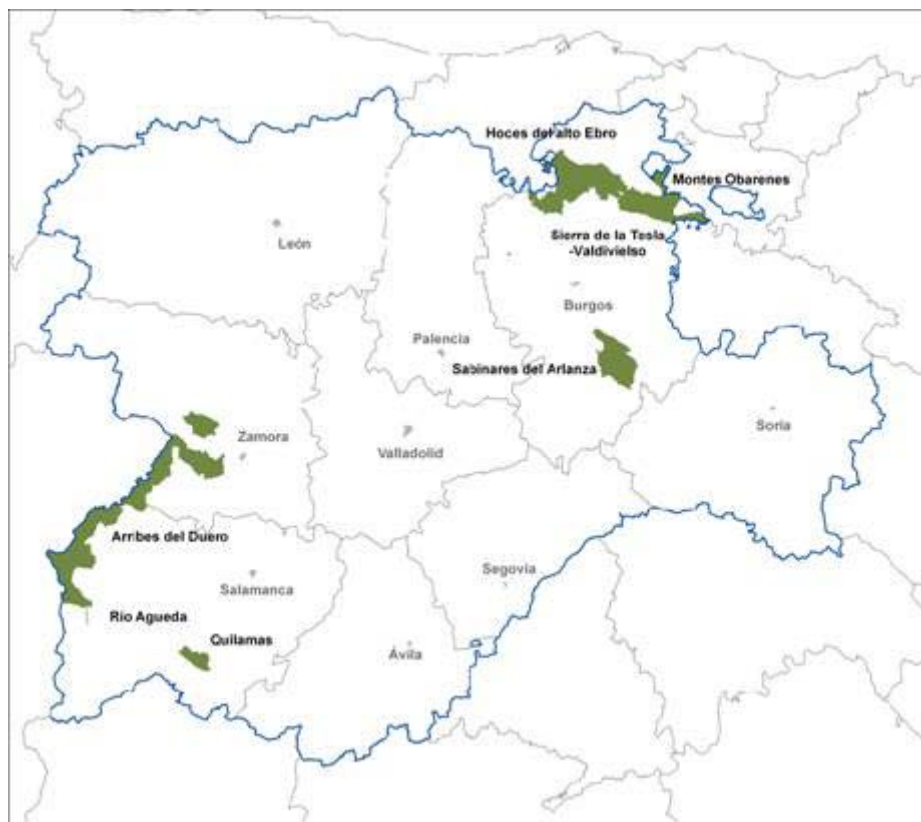 Hoces del alto Ebro
Montes Obarenes
León
Sierra de la Tesla
-Valdivielso
Burgos
Palencia
Sabinares del Arlanza
Soria
Zamora
Valladolid
Arribes del Duero
Segovia
Salamanca
Río Agueda
Quilamas
Ávila